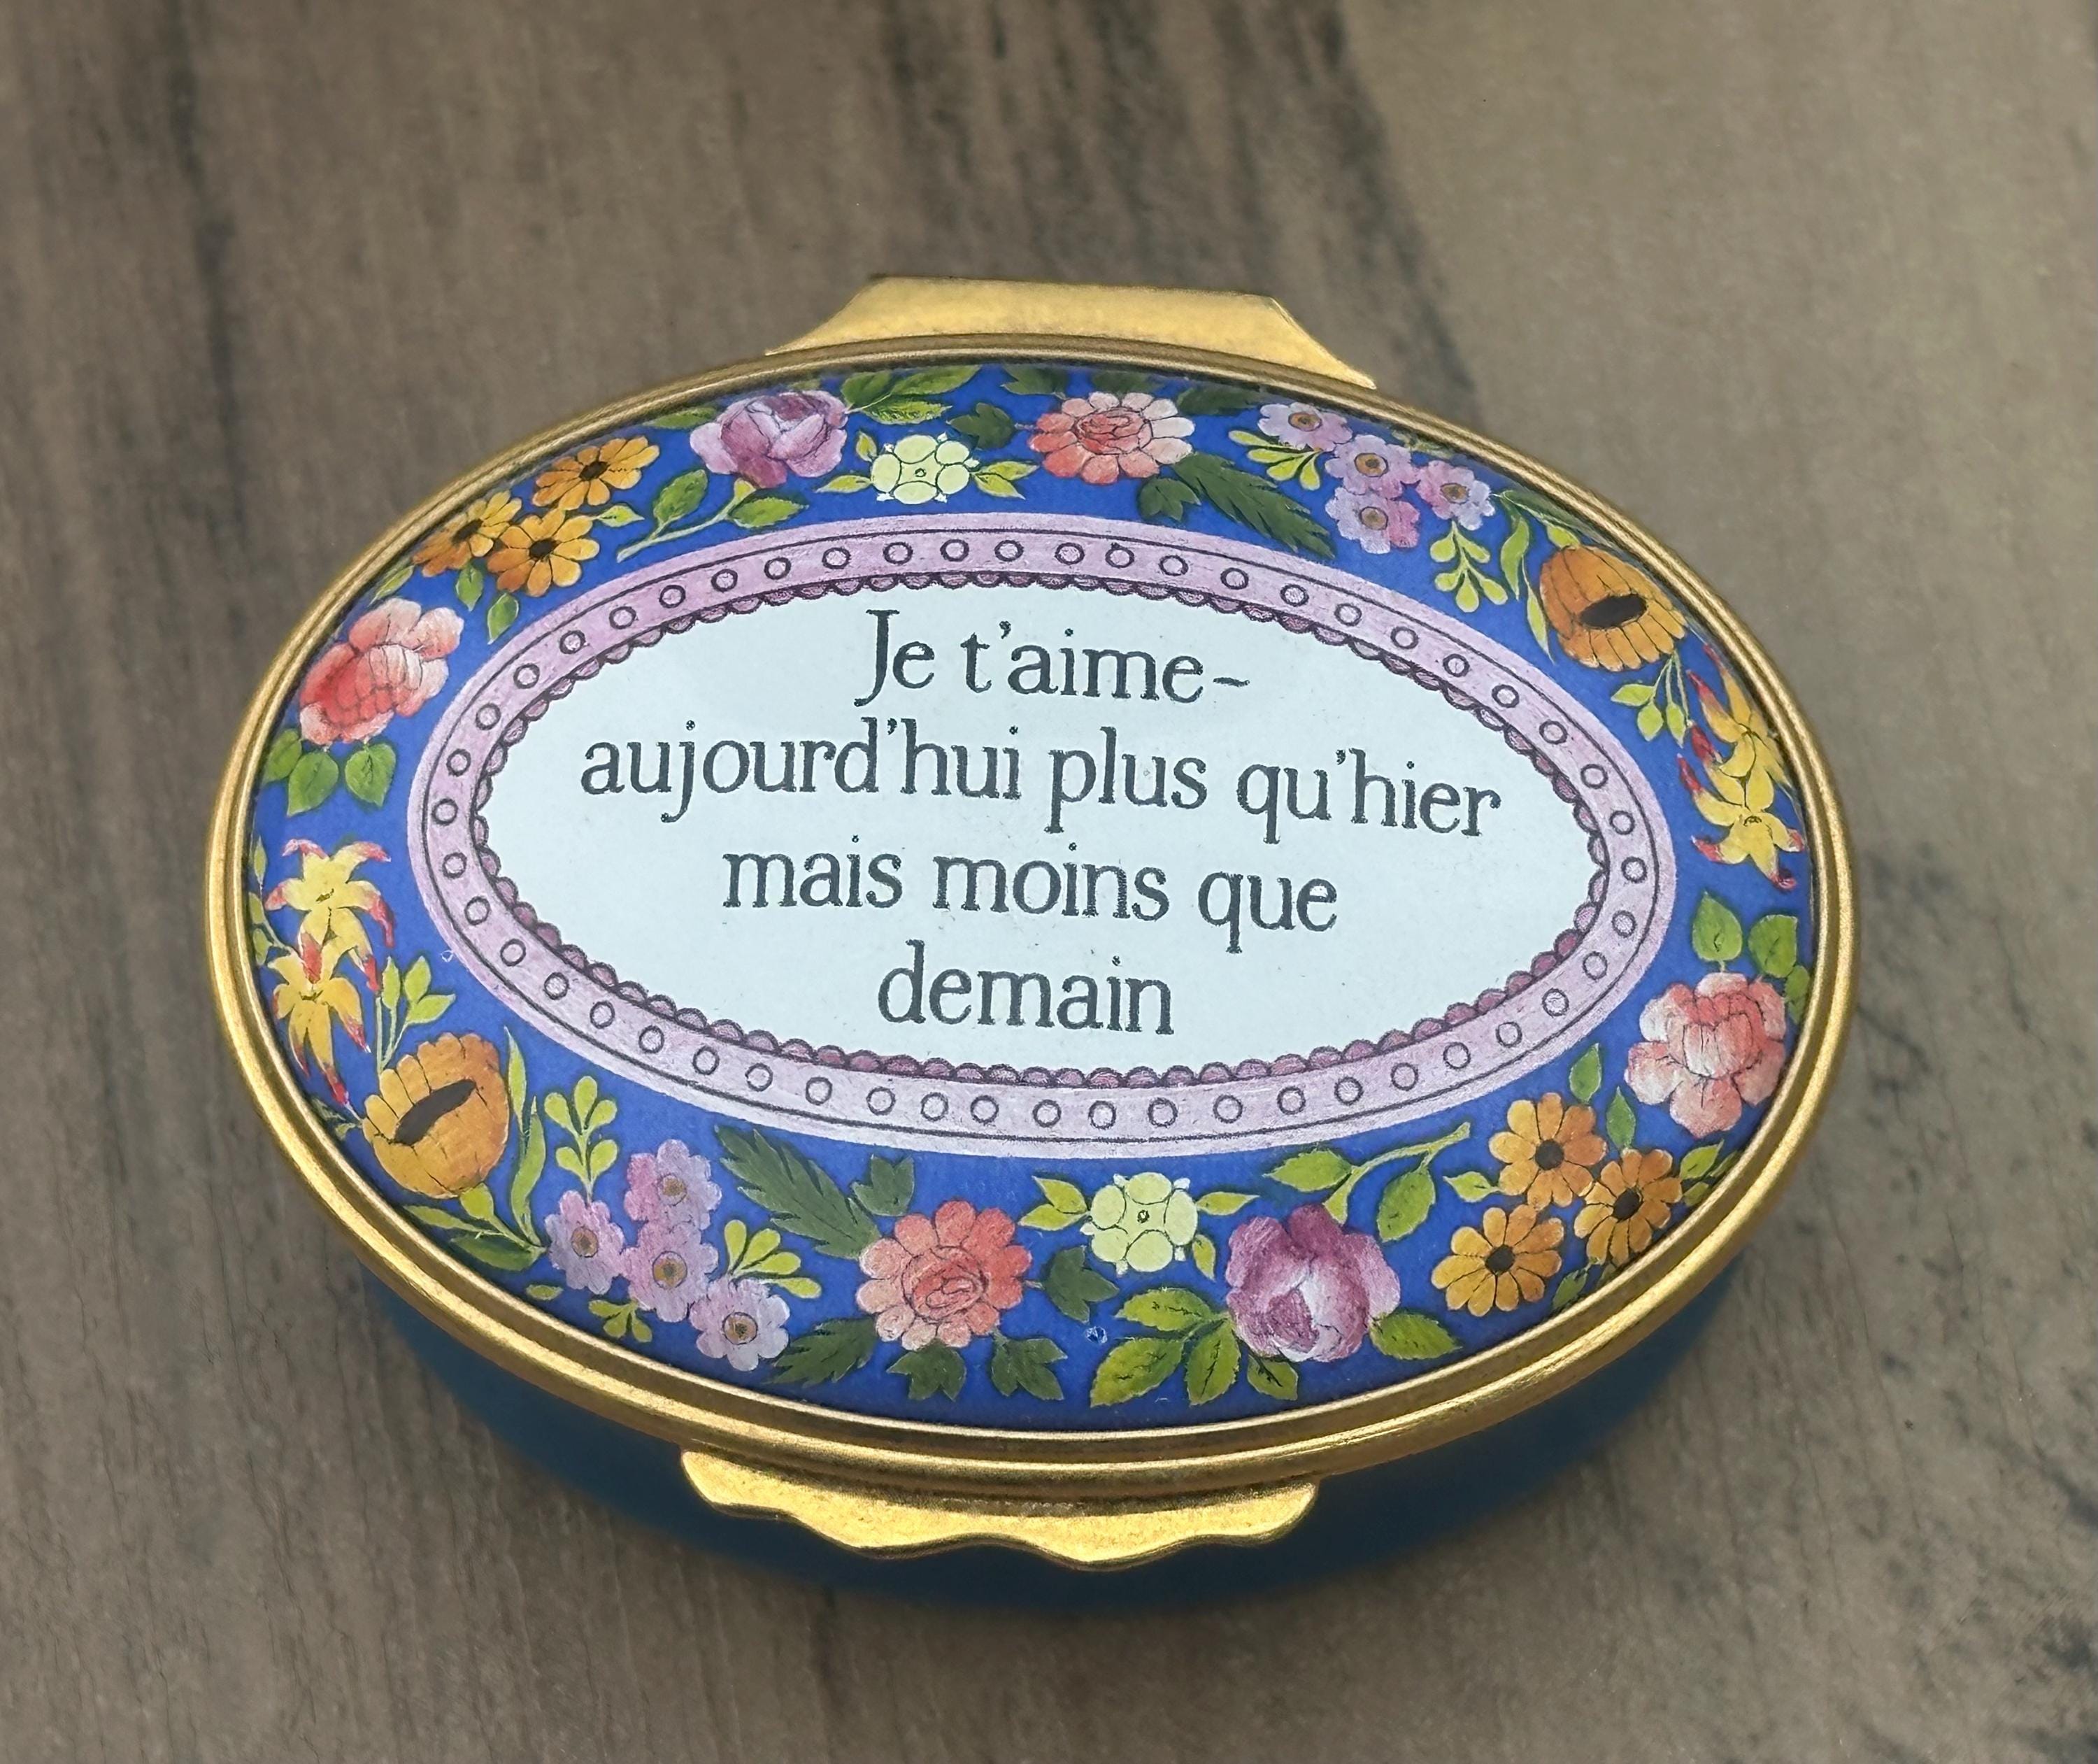 Je t'aime-
aujourd'hui plus qu'hier
mais moins que
demain